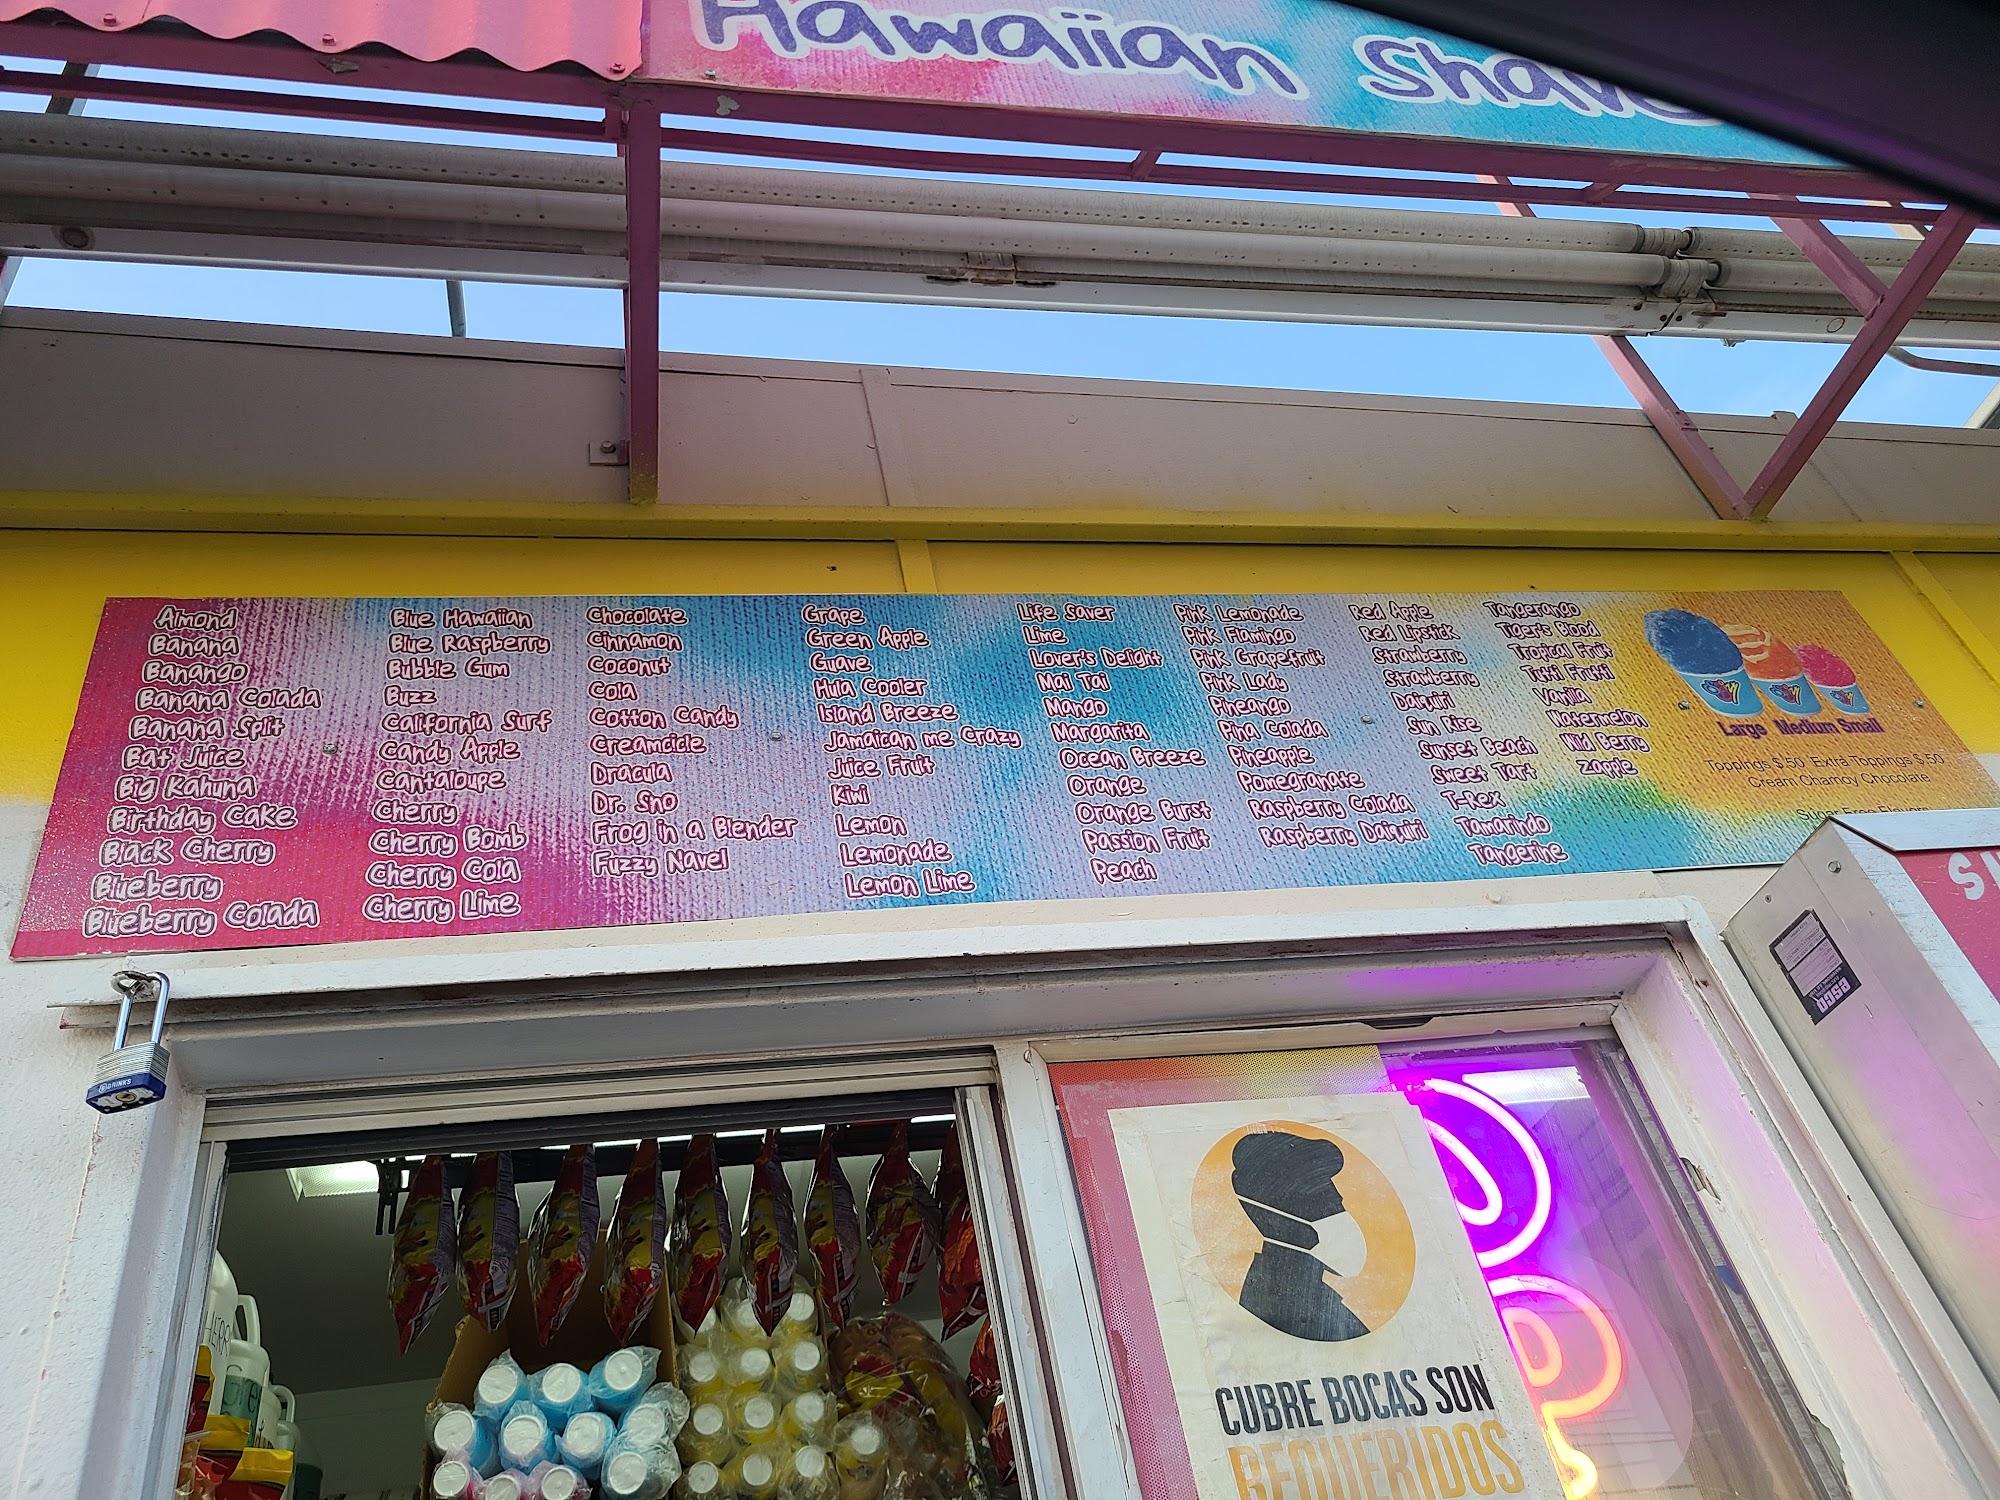 Hawaiian Shave
Almond
Banana
Banango
Banana Colada
Banana Split
Bat Juice
Big Kahuna
Birthday Cake
Black Cherry
Blueberry
Blueberry Colada
Blue Hawaiian
Blue Raspberry
Bubble Gum
Buzz
California Surf
Candy Apple
Cantaloupe
Cherry
Cherry Bomb
Cherry Cola
Cherry Lime
Chocolate
Cinnamon
Coconut
Cola
Cotton Candy
Creamcicle
Dracula
Dr. Sno
Frog in a Blender
Fuzzy Navel
Grape
Green Apple
Guave
Hula Cooler
Island Breeze
Jamaican me Crazy
Juice Fruit
Kiwi
Lemon
Lemonade
Lemon Lime
Life Saver
Lime
Lover's Delight
Mai Tai
Mango
Margarita
Ocean Breeze
Orange
Orange Burst
Passion Fruit
Peach
Pink Lemonade
Pink Flamingo
Pink Grapefruit
Pink Lady
Pineango
Pina Colada
Pineapple
Pomegranate
Raspberry Colada
Raspberry Daiquiri
Red Apple
Red Lipstick
Strawberry
Strawberry
Daiquiri
Sun Rise
Sunset Beach
Sweet Tart
T-Rex
Tamarindo
Tangerine
Tangerango
Tiger's Blood
Tropical Fruit
Tutti Frutti
Vanilla
Watermelon
Wild Berry
Zapple
Large Medium Small
Toppings $.50 Extra Toppings $.50
Cream Chamoy Chocolate
Sugar Free Flavors
CUBRE BOCAS SON
REQUERIDOS